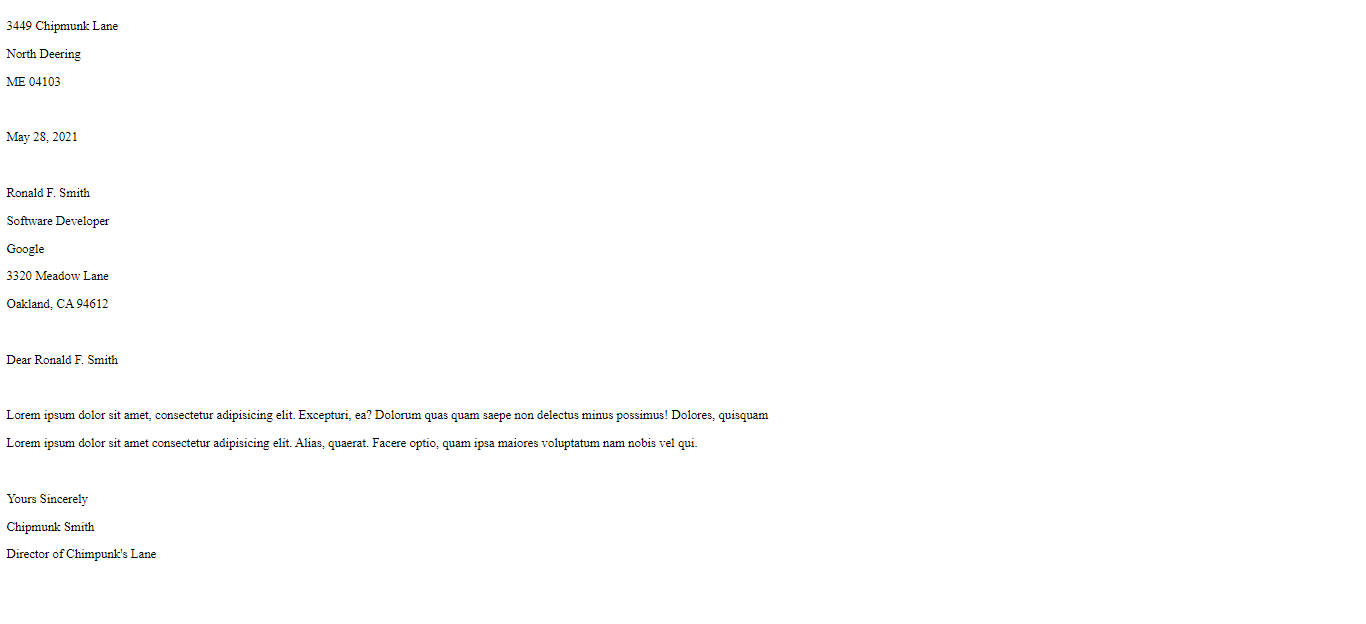 3449 Chipmunk Lane
North Deering
ME 04103
May 28, 2021
Ronald F. Smith
Software Developer
Google
3320 Meadow Lane
Oakland, CA 94612
Dear Ronald F. Smith
Lorem ipsum dolor sit amet, consectetur adipisicing elit. Excepturi, ea? Dolorum quas quam saepe non delectus minus possimus! Dolores, quisquam
Lorem ipsum dolor sit amet consectetur adipisicing elit. Alias, quaerat. Facere optio, quam ipsa maiores voluptatum nam nobis vel qui.
Yours Sincerely
Chipmunk Smith
Director of Chimpunk's Lane